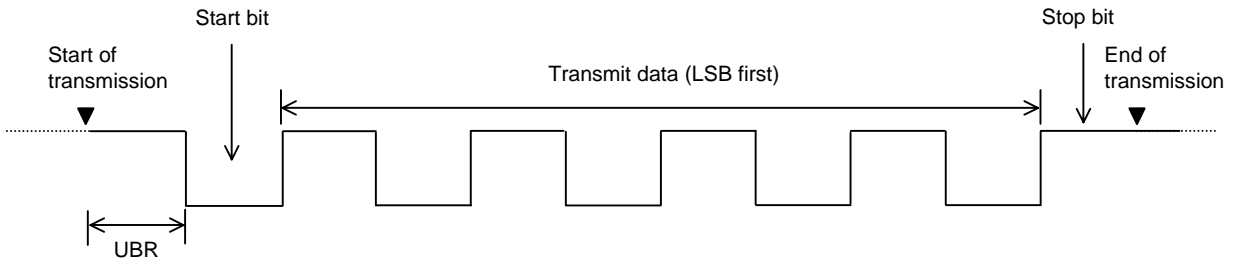 Start bit
Stop bit
Start of
transmission
Transmit data (LSB first)
End of
transmission
UBR